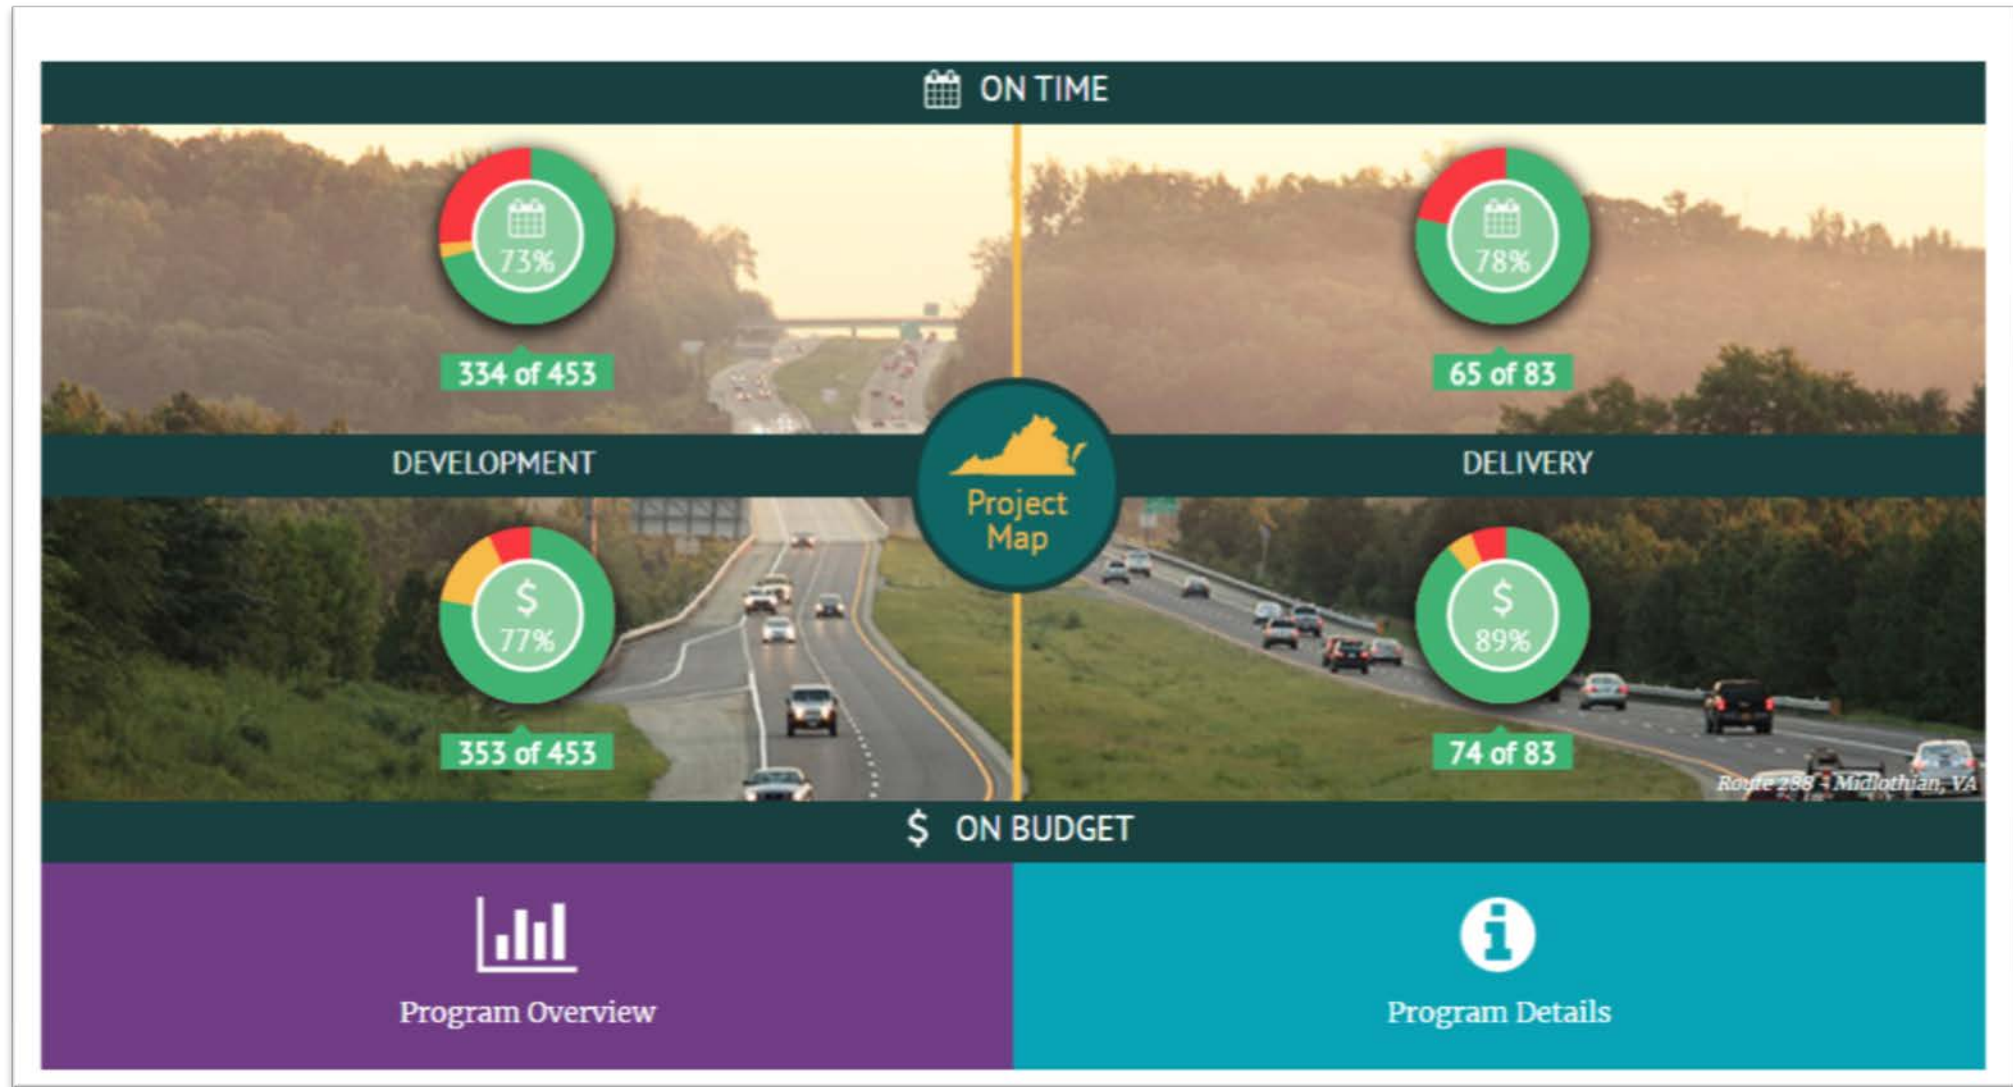 ON TIME
73%
78%
334 of 453
65 of 83
DEVELOPMENT
DELIVERY
Project
Map
$
77%
$
89%
353 of 453
74 of 83
Route 288 - Midlothian, VA
$ ON BUDGET
Program Overview
Program Details